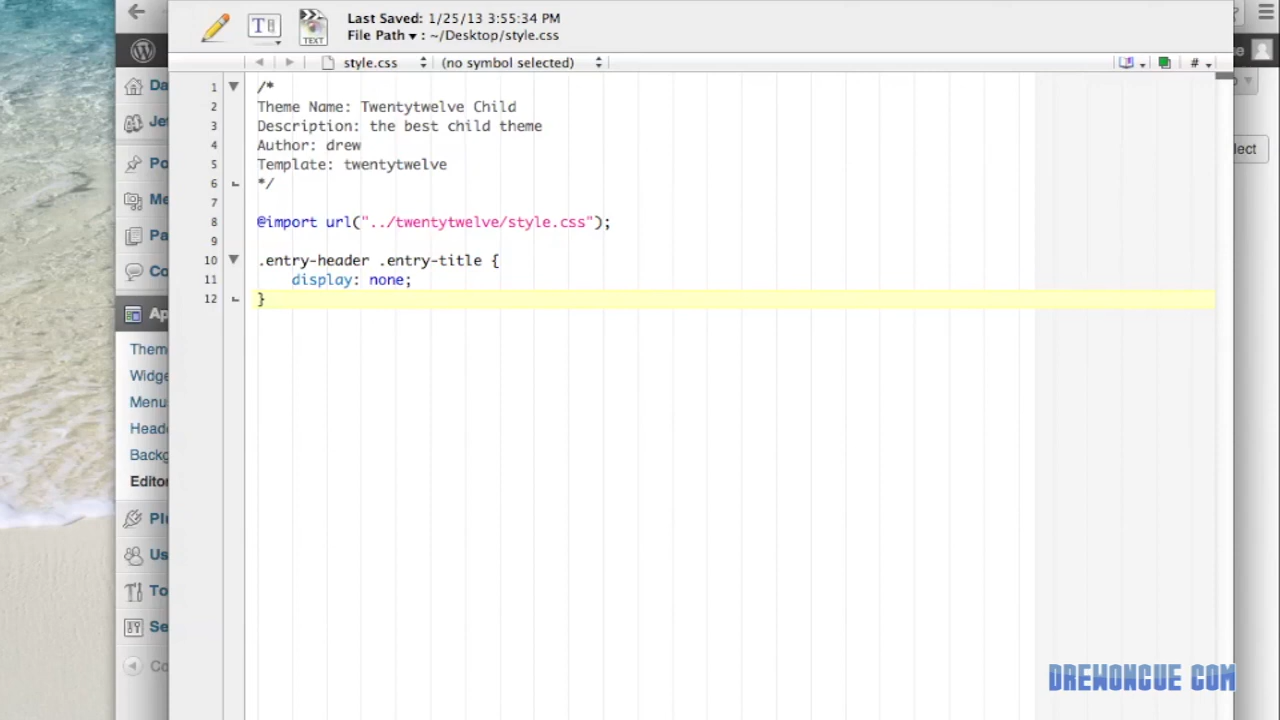 Last Saved: 1/25/13 3:55:34 PM
File Path ▾ : ~/Desktop/style.css
TEXT
style.css
(no symbol selected)
#
1 /*
2 Theme Name: Twentytwelve Child
3 Description: the best child theme
4 Author: drew
5 Template: twentytwelve
6 */
7
8 @import url("../twentytwelve/style.css");
9
10 .entry-header .entry-title {
11 display: none;
12 }
Da
Je
Po
Me
Pa
Co
Ap
Them
Widge
Menu
Head
Backg
Edito
Plu
Us
To
Se
Co
lect
DREWONCUE COM